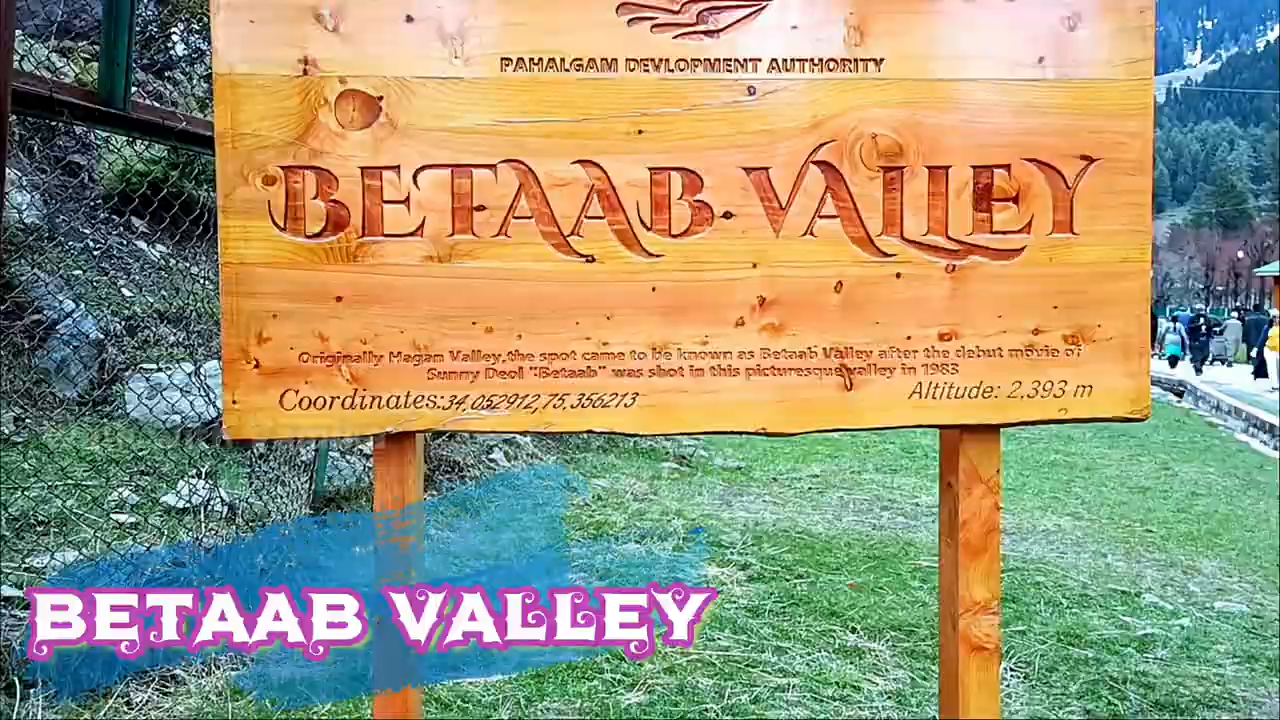 PAHALGAM DEVLOPMENT AUTHORITY
BETAAB VALLEY
Originally Hagan Valley,the spot came to be known as Betaab Valley after the debut movie of
Sunny Deol "Betaab" was shot in this picturesque valley in 1983
Coordinates:34,052912,75,356213
Altitude: 2,393 m
BETAAB VALLEY